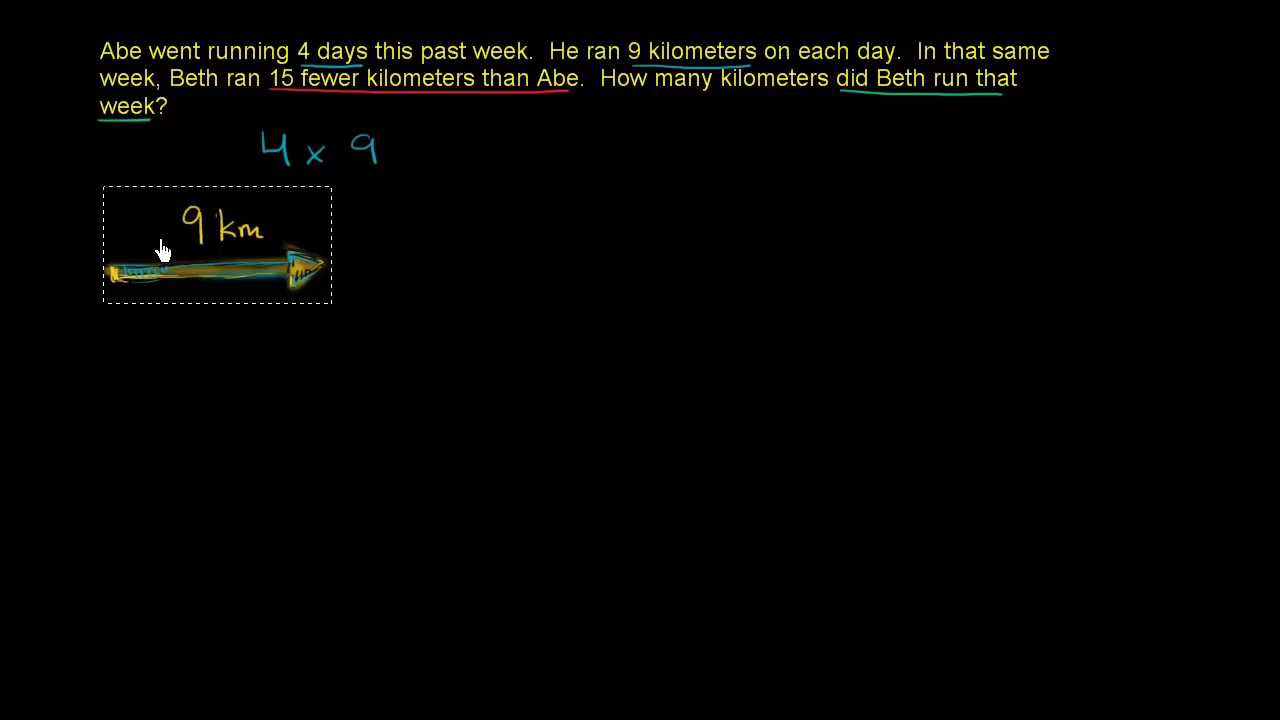 Abe went running 4 days this past week.  He ran 9 kilometers on each day.  In that same
week, Beth ran 15 fewer kilometers than Abe.  How many kilometers did Beth run that
week?
4 x 9
9 km